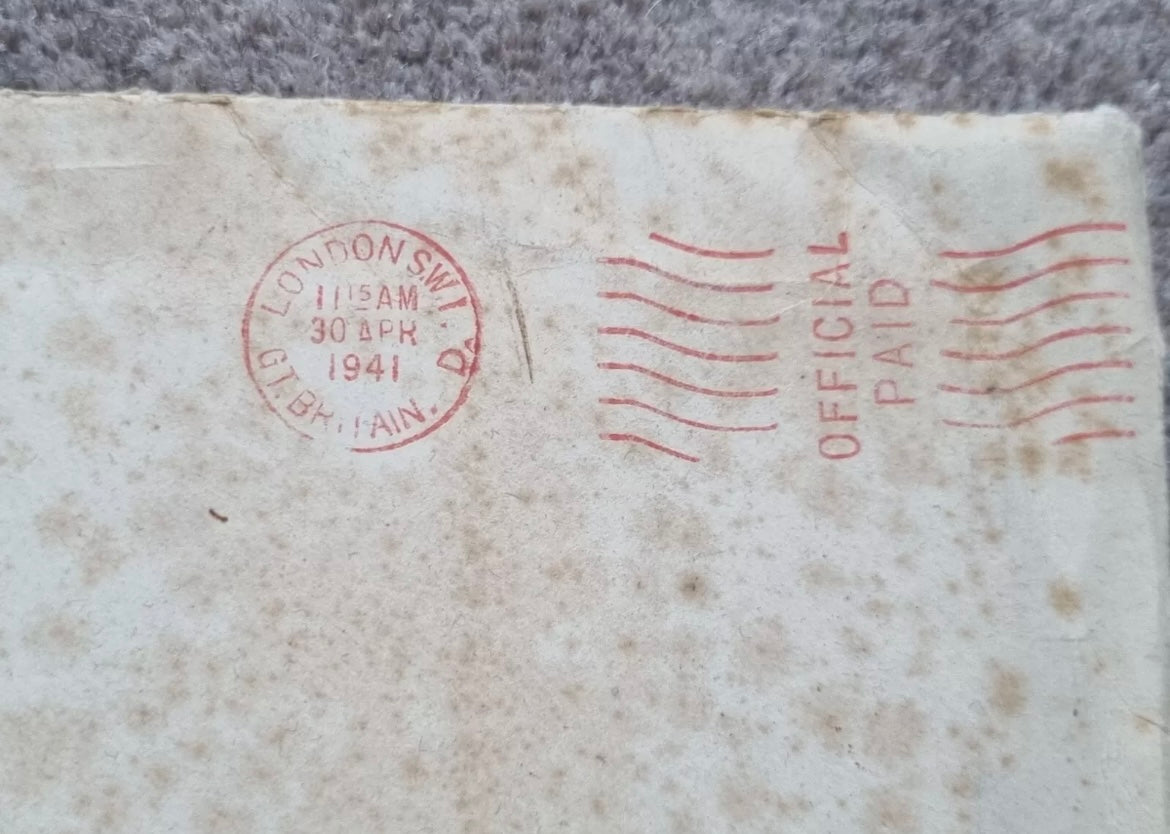 LONDON S.W.1.
11 15 AM
30 APR
1941
GT. BRITAIN.
OFFICIAL
PAID